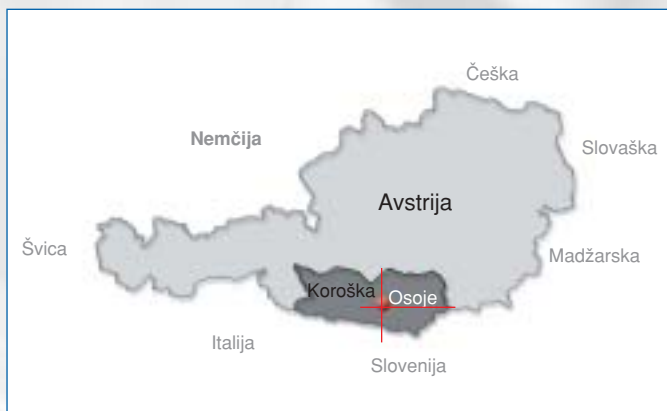 Češka
Nemčija
Slovaška
Avstrija
Švica
Madžarska
Koroška
Osoje
Italija
Slovenija